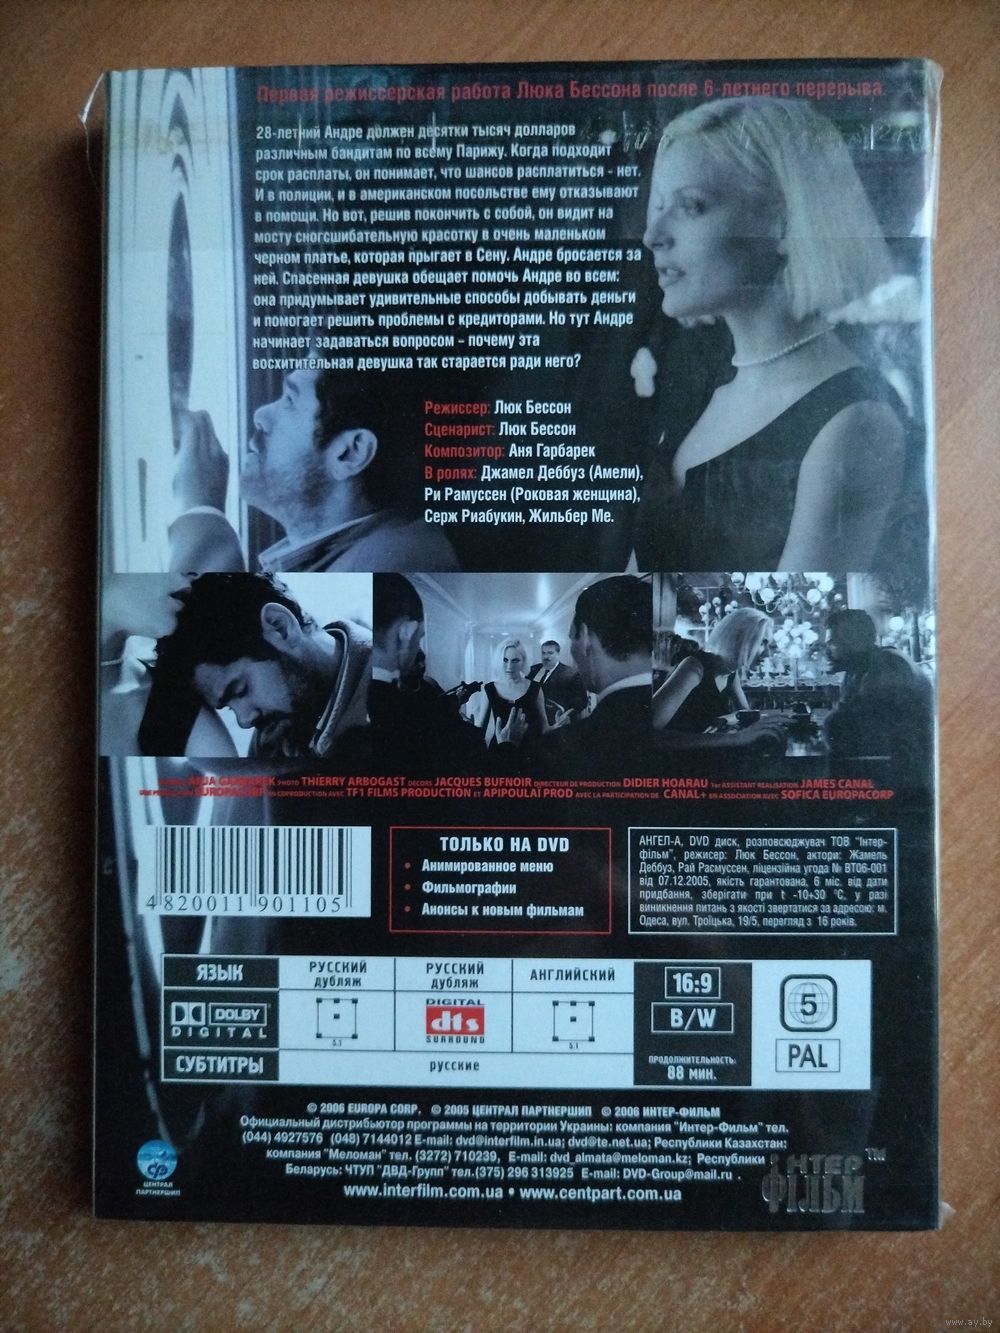 Первая режиссерская работа Люка Бессона после 6-летнего перерыва.
28-летний Андре должен десятки тысяч долларов
различным бандитам по всему Парижу. Когда подходит
срок расплаты, он понимает, что шансов расплатиться - нет.
И в полиции, и в американском посольстве ему отказывают
в помощи. Но вот, решив покончить с собой, он видит на
мосту сногсшибательную красотку в очень маленьком
черном платье, которая прыгает в Сену. Андре бросается за
ней. Спасенная девушка обещает помочь Андре во всем:
она придумывает удивительные способы добывать деньги
и помогает решить проблемы с кредиторами. Но тут Андре
начинает задаваться вопросом - почему эта
восхитительная девушка так старается ради него?
Режиссер: Люк Бессон
Сценарист: Люк Бессон
Композитор: Аня Гарбарек
В ролях: Джамел Деббуз (Амели),
Ри Рамуссен (Роковая женщина),
Серж Риабукин, Жильбер Ме.
PHOTO THIERRY ARBOGAST DECORS JACQUES BUFNOIR DIRECTEUR DE PRODUCTION DIDIER HOARAU 1er ASSISTANT REALISATION JAMES CANAL
EUROPACORP EN COPRODUCTION AVEC TF1 FILMS PRODUCTION ET APIPOULAÏ PROD AVEC LA PARTICIPATION DE CANAL+ EN ASSOCIATION AVEC SOFICA EUROPACORP
4820011901105
ТОЛЬКО НА DVD
• Анимированное меню
• Фильмографии
• Анонсы к новым фильмам
АНГЕЛ-А, DVD диск, розповсюджувач ТОВ "Інтер-
фільм", режисер: Люк Бессон, актори: Жамель
Деббуз, Рай Расмуссен, ліцензійна угода № ВТ06-001
від 07.12.2005, якість гарантована, 6 міс, від дати
придбання, зберігати при t -10+30 °C, у разі
виникнення питань з якості звертатися за адресою: м.
Одеса, вул. Троїцька, 19/5, перегляд з 16 років.
ЯЗЫК
РУССКИЙ
дубляж
РУССКИЙ
дубляж
АНГЛИЙСКИЙ
DOLBY
DIGITAL
5.1
DIGITAL
dts
SURROUND
5.1
СУБТИТРЫ
русские
16:9
B/W
ПРОДОЛЖИТЕЛЬНОСТЬ:
88 МИН.
5
PAL
© 2006 EUROPA CORP. © 2005 ЦЕНТРАЛ ПАРТНЕРШИП © 2006 ИНТЕР-ФИЛЬМ
Официальный дистрибьютор программы на территории Украины: компания "Интер-Фильм" тел.
(044) 4927576 (048) 7144012 E-mail: dvd@interfilm.in.ua; dvd@te.net.ua; Республики Казахстан:
компания "Меломан" тел. (3272) 710239, E-mail: dvd_almata@meloman.kz; Республики
Беларусь: ЧТУП "ДВД-Групп" тел.(375) 296 313925 E-mail: DVD-Group@mail.ru .
www.interfilm.com.ua • www.centpart.com.ua
ЦЕНТРАЛ
ПАРТНЕРШИП
ІНТЕР ™
ФІЛЬМ
www.ay.by